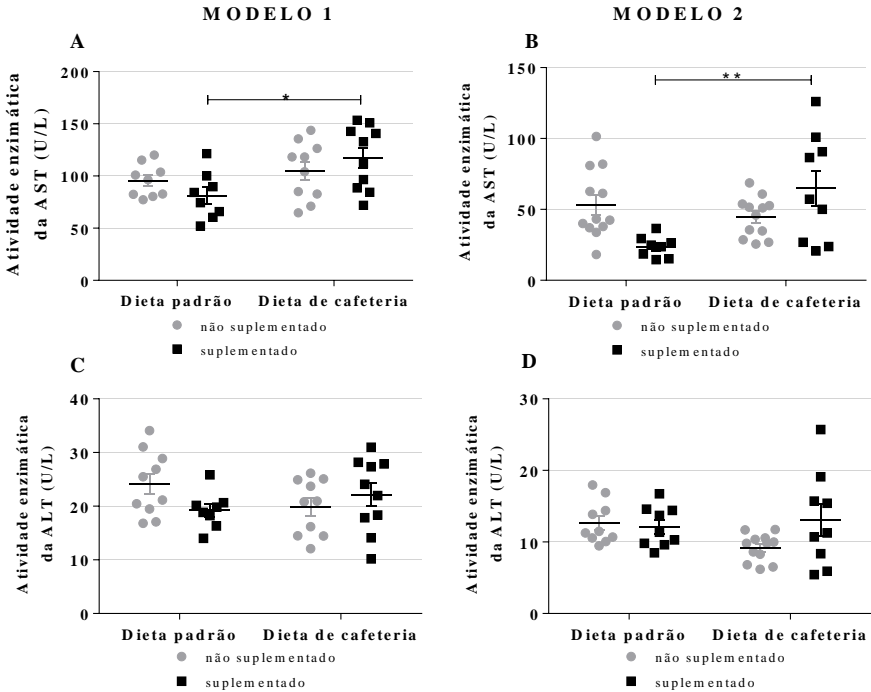 MODELO 1
MODELO 2
A
Atividade enzimática
da AST (U/L)
200
150
100
50
0
*
Dieta padrão
Dieta de cafeteria
não suplementado
suplementado
B
Atividade enzimática
da AST (U/L)
150
100
50
0
**
Dieta padrão
Dieta de cafeteria
não suplementado
suplementado
C
Atividade enzimática
da ALT (U/L)
40
30
20
10
0
Dieta padrão
Dieta de cafeteria
não suplementado
suplementado
D
Atividade enzimática
da ALT (U/L)
30
20
10
0
Dieta padrão
Dieta de cafeteria
não suplementado
suplementado